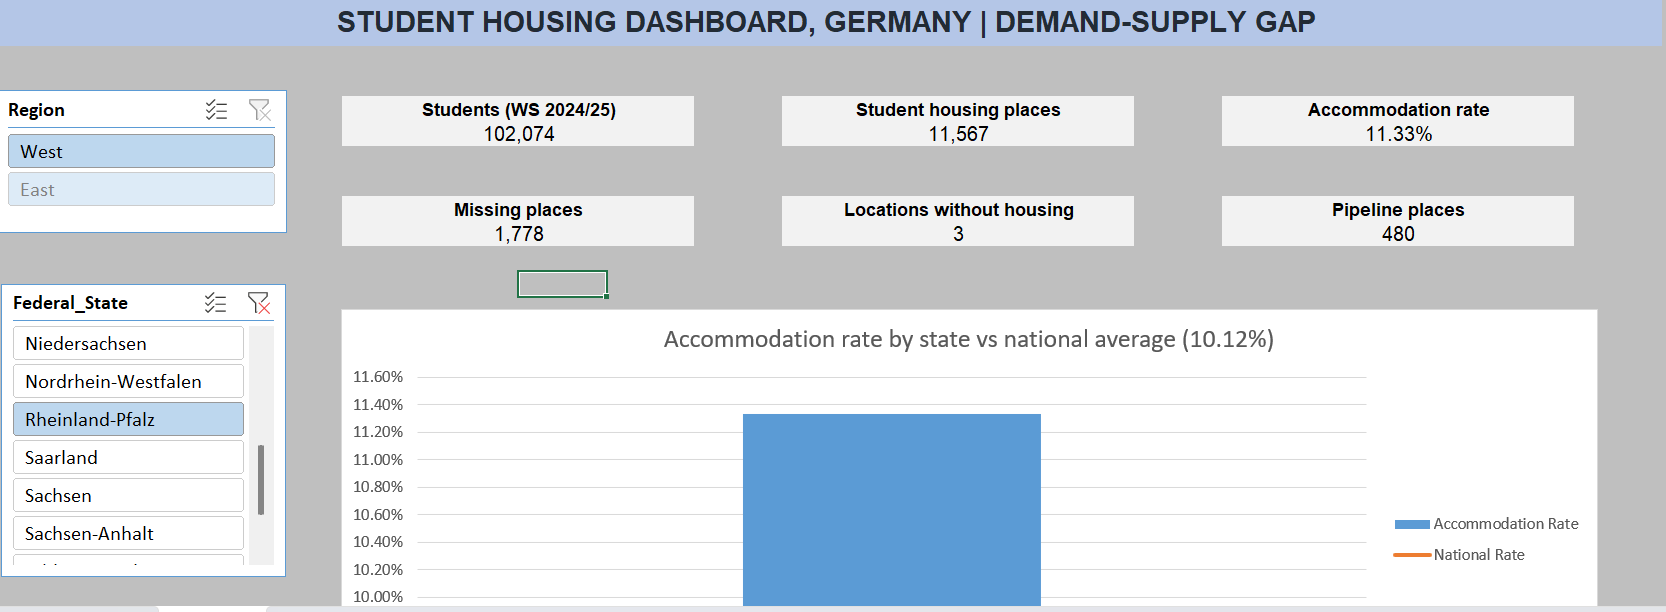 STUDENT HOUSING DASHBOARD, GERMANY | DEMAND-SUPPLY GAP
Region
West
East
Students (WS 2024/25)
102,074
Student housing places
11,567
Accommodation rate
11.33%
Missing places
1,778
Locations without housing
3
Pipeline places
480
Federal_State
Niedersachsen
Nordrhein-Westfalen
Rheinland-Pfalz
Saarland
Sachsen
Sachsen-Anhalt
Accommodation rate by state vs national average (10.12%)
11.60%
11.40%
11.20%
11.00%
10.80%
10.60%
10.40%
10.20%
10.00%
Accommodation Rate
National Rate